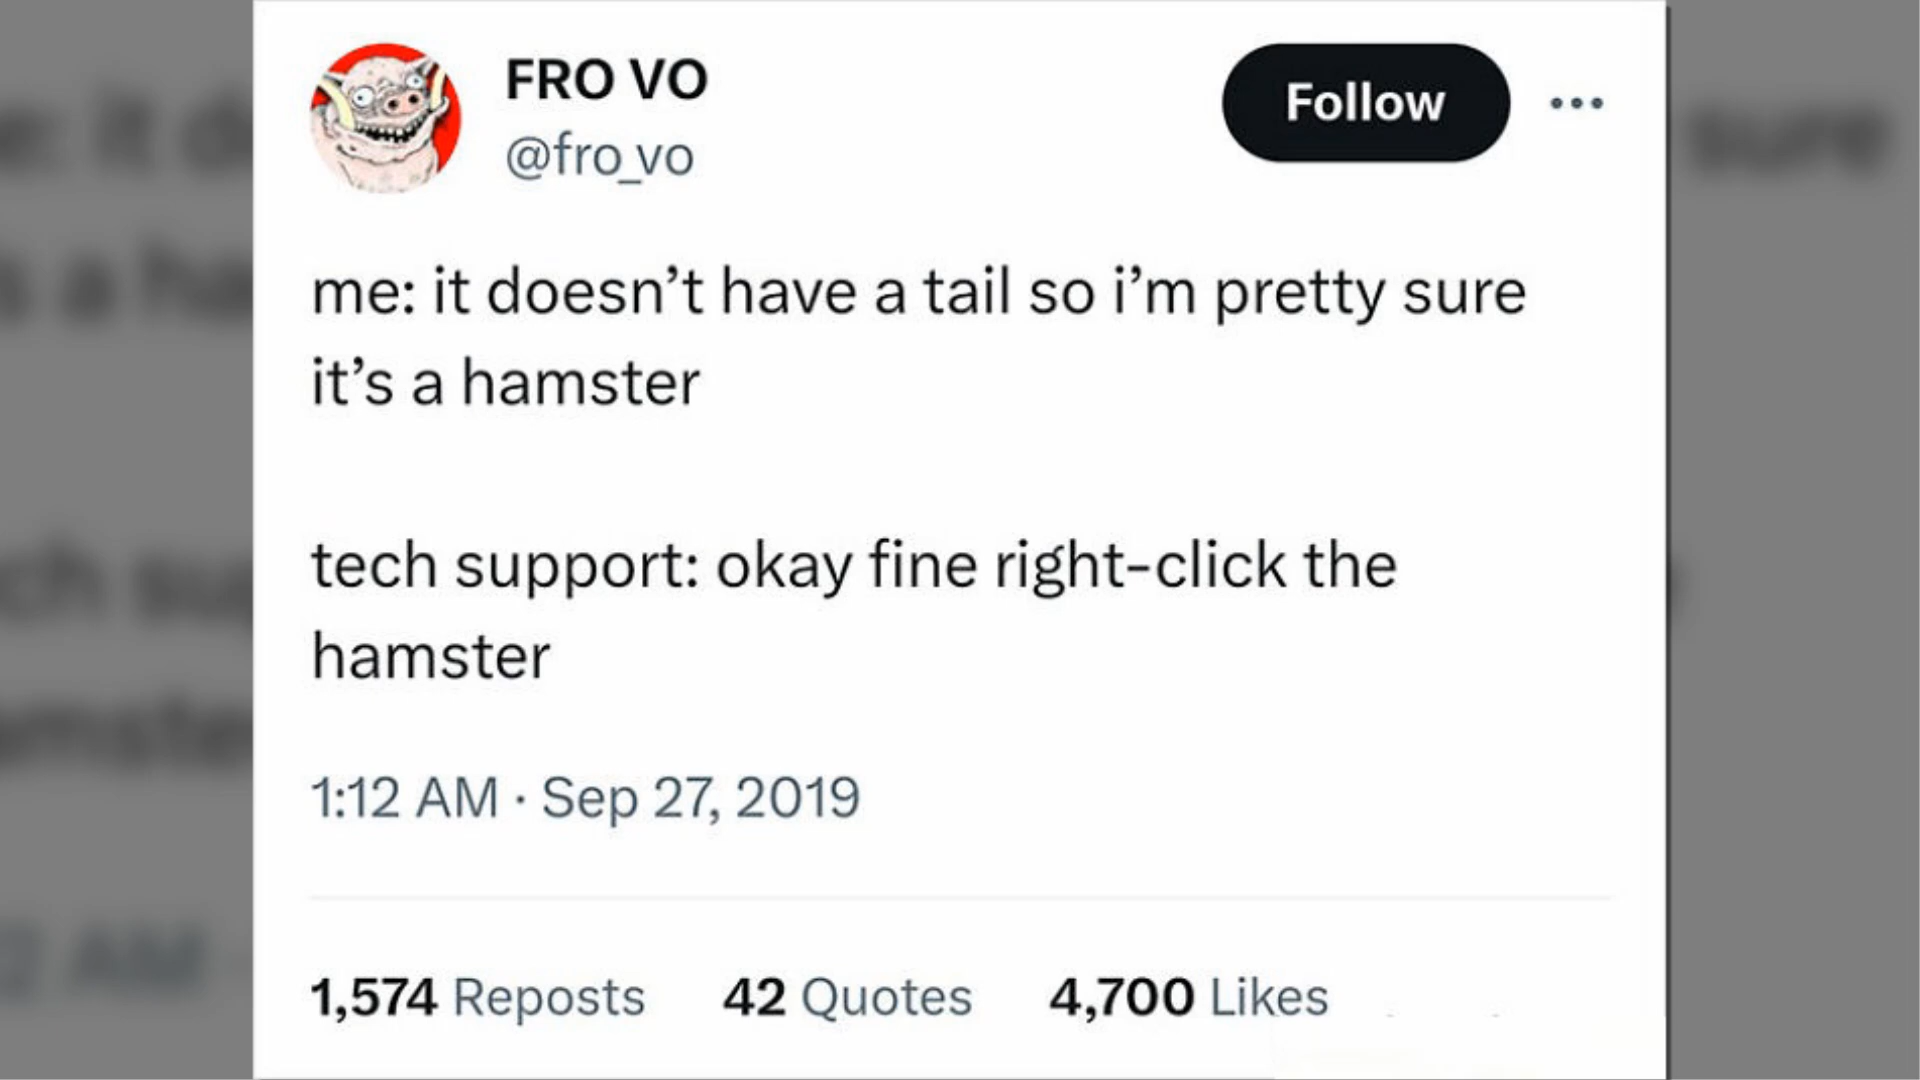 FRO VO
@fro_vo
Follow
me: it doesn’t have a tail so i’m pretty sure
it’s a hamster
tech support: okay fine right-click the
hamster
1:12 AM · Sep 27, 2019
1,574 Reposts 42 Quotes 4,700 Likes